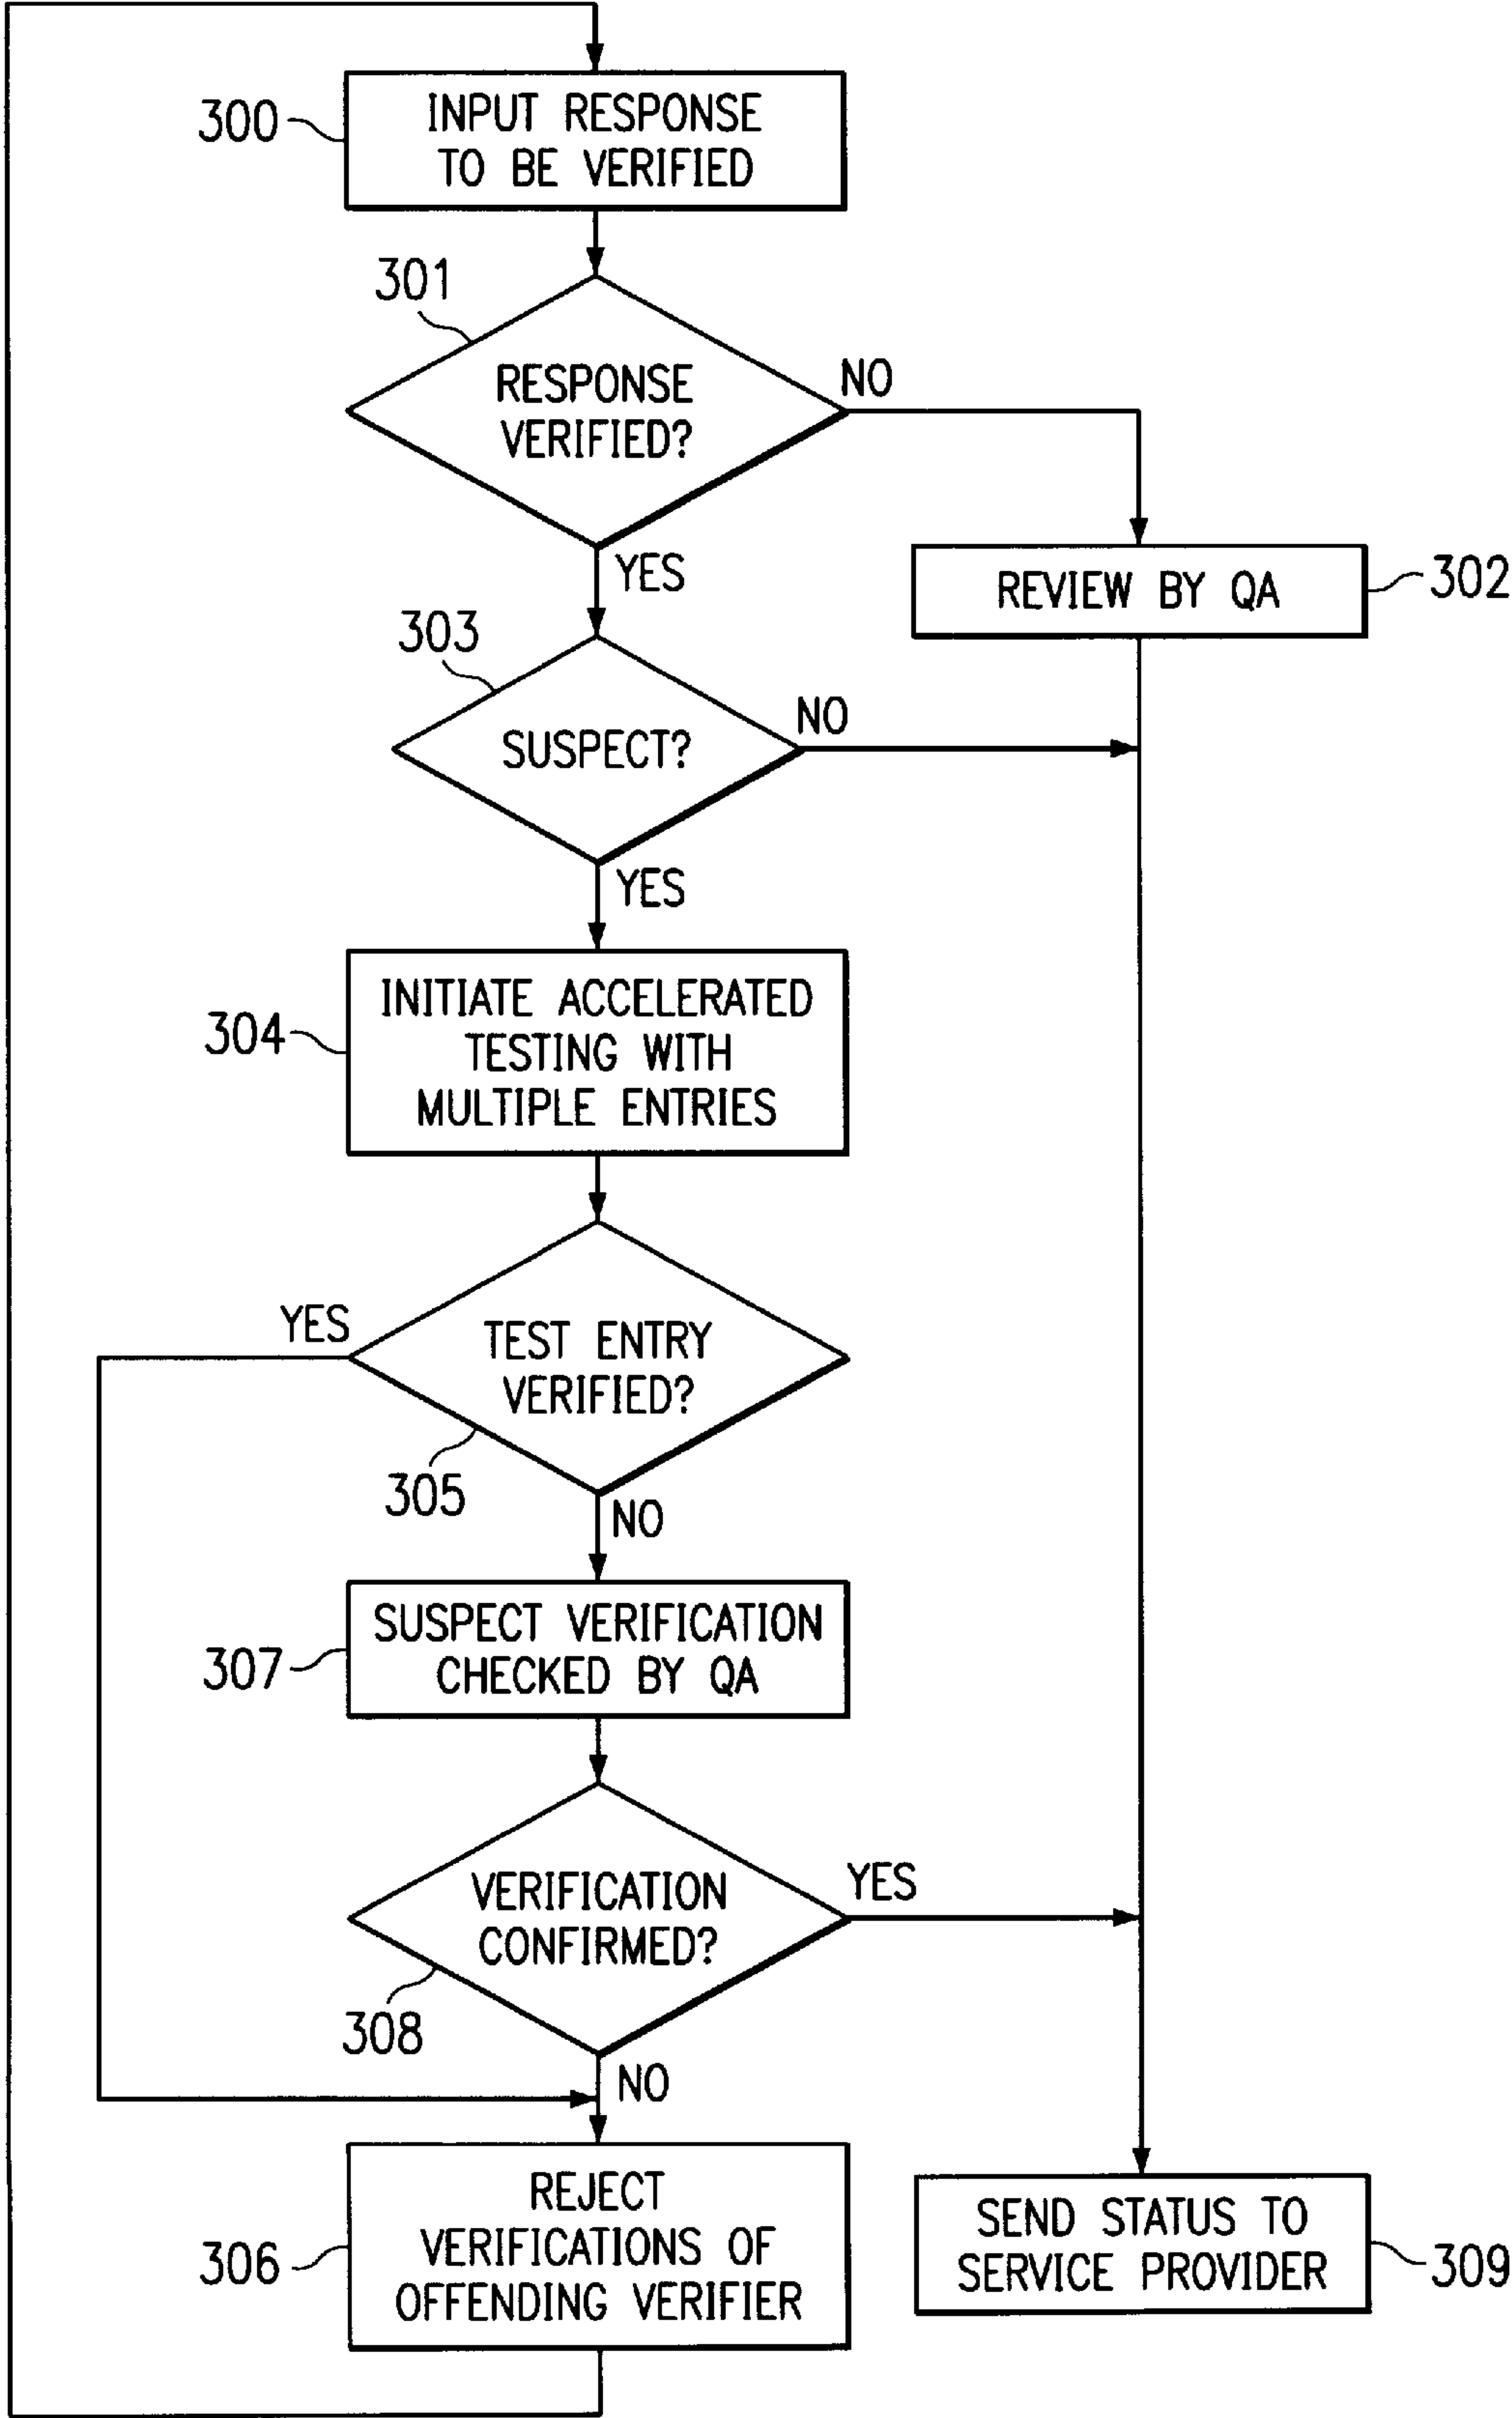 300
INPUT RESPONSE
TO BE VERIFIED
301
RESPONSE
VERIFIED?
NO
YES
REVIEW BY QA
302
303
SUSPECT?
NO
YES
304
INITIATE ACCELERATED
TESTING WITH
MULTIPLE ENTRIES
YES
TEST ENTRY
VERIFIED?
305
NO
307
SUSPECT VERIFICATION
CHECKED BY QA
VERIFICATION
CONFIRMED?
YES
308
NO
306
REJECT
VERIFICATIONS OF
OFFENDING VERIFIER
SEND STATUS TO
SERVICE PROVIDER
309